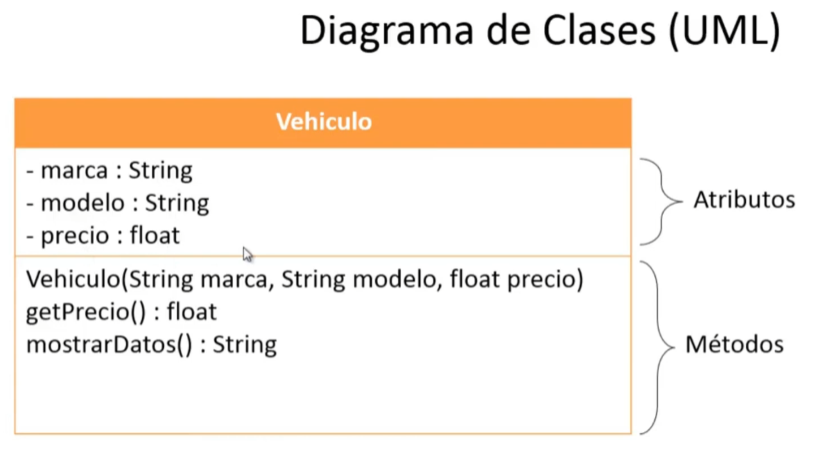 Diagrama de Clases (UML)
Vehiculo
- marca : String
- modelo : String
- precio : float
Atributos
Vehiculo(String marca, String modelo, float precio)
getPrecio() : float
mostrarDatos() : String
Métodos